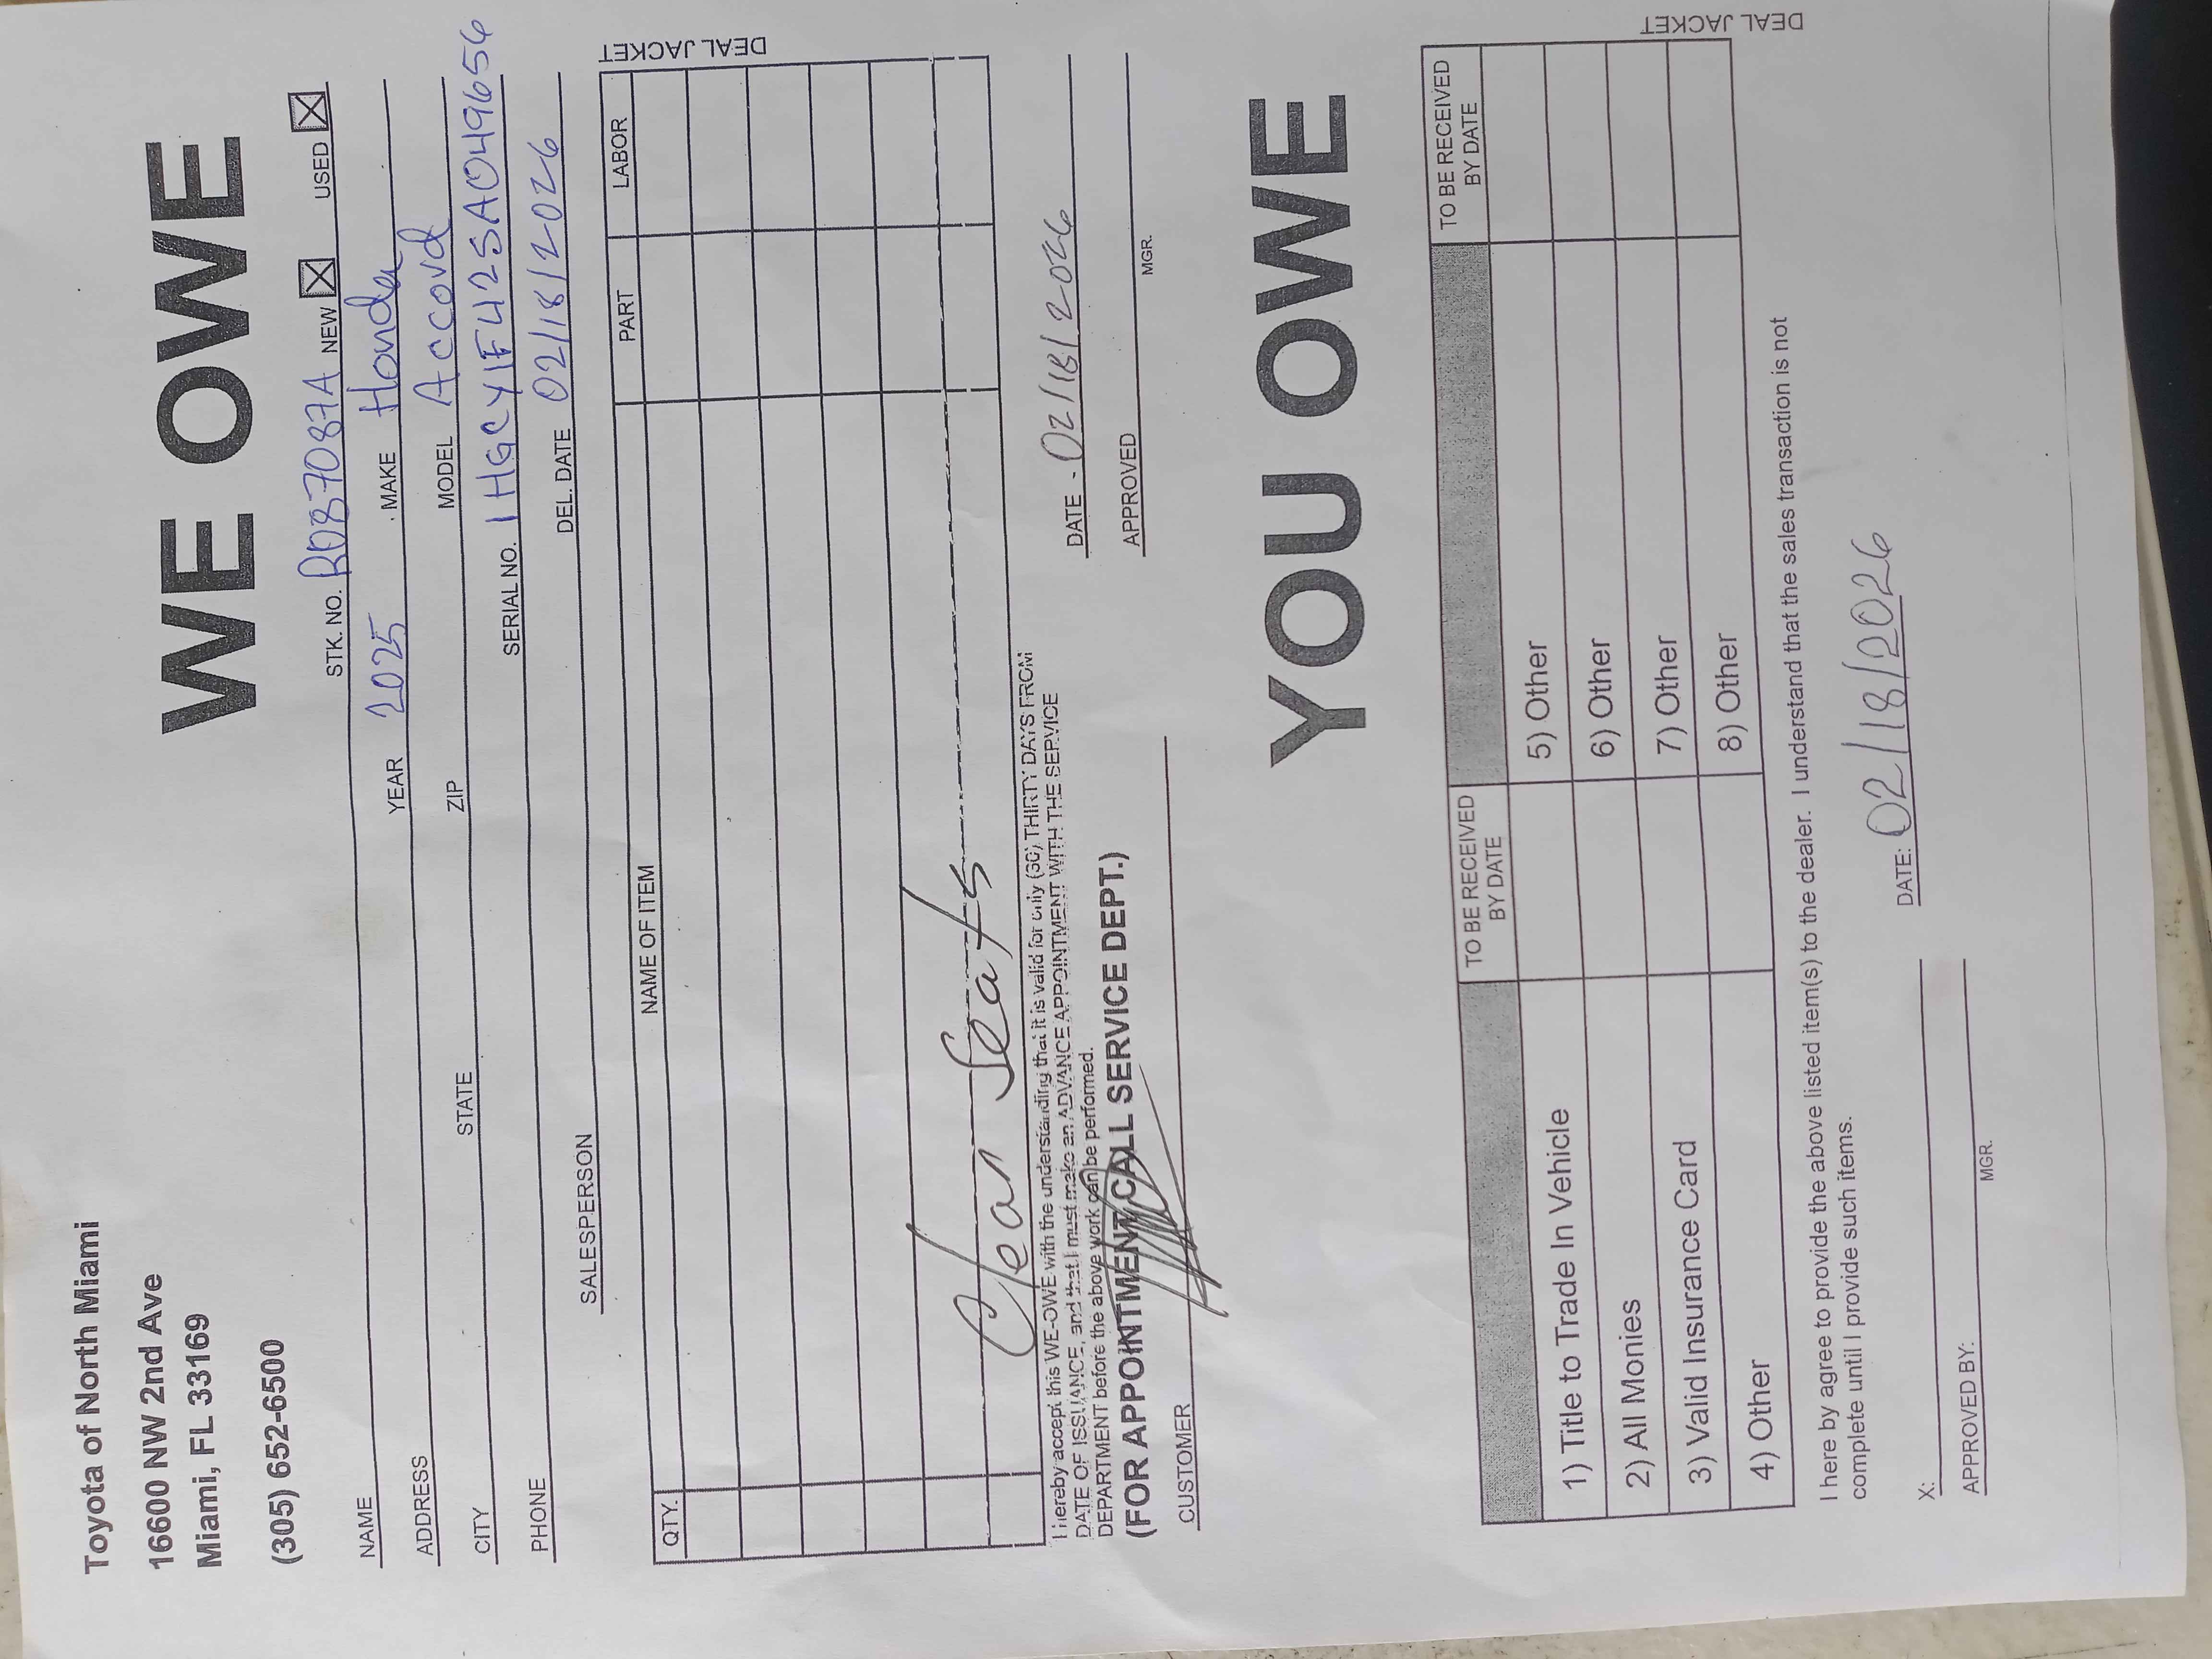 Toyota of North Miami
16600 NW 2nd Ave
Miami, FL 33169
(305) 652-6500
WE OWE
STK. NO. R087087A NEW ☒ USED ☒
NAME
YEAR 2025 MAKE Honda
ADDRESS
ZIP MODEL Accord
CITY STATE
SERIAL NO. 1HGCY1F42SA049656
PHONE
DEL. DATE 02/18/2026
SALESPERSON
QTY. NAME OF ITEM PART LABOR
DEAL JACKET
Clean Seats
I hereby accept this WE-OWE with the understanding that it is valid for only (30) THIRTY DAYS FROM
DATE OF ISSUANCE, and that I must make an ADVANCE APPOINTMENT WITH THE SERVICE
DEPARTMENT before the above work can be performed.
(FOR APPOINTMENT CALL SERVICE DEPT.)
DATE 02/18/2026
CUSTOMER
APPROVED
MGR.
YOU OWE
TO BE RECEIVED BY DATE TO BE RECEIVED BY DATE
1) Title to Trade In Vehicle 5) Other
2) All Monies 6) Other
3) Valid Insurance Card 7) Other
4) Other 8) Other
DEAL JACKET
I here by agree to provide the above listed item(s) to the dealer. I understand that the sales transaction is not
complete until I provide such items.
X: DATE: 02/18/2026
APPROVED BY:
MGR.